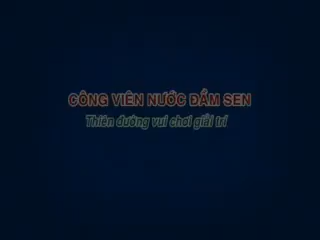 CÔNG VIÊN NƯỚC ĐẦM SEN
Thiên đường vui chơi giải trí